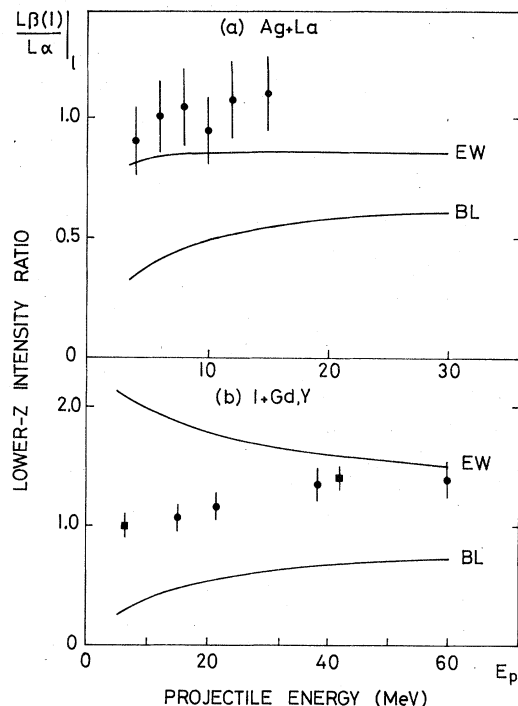 Lβ(l)
Lα
l
(a) Ag+La
1.0
EW
BL
0.5
0
10
20
30
(b) I+Gd,Y
2.0
EW
1.0
BL
0
0
20
40
60
Ep
LOWER-Z INTENSITY RATIO
PROJECTILE ENERGY (MeV)